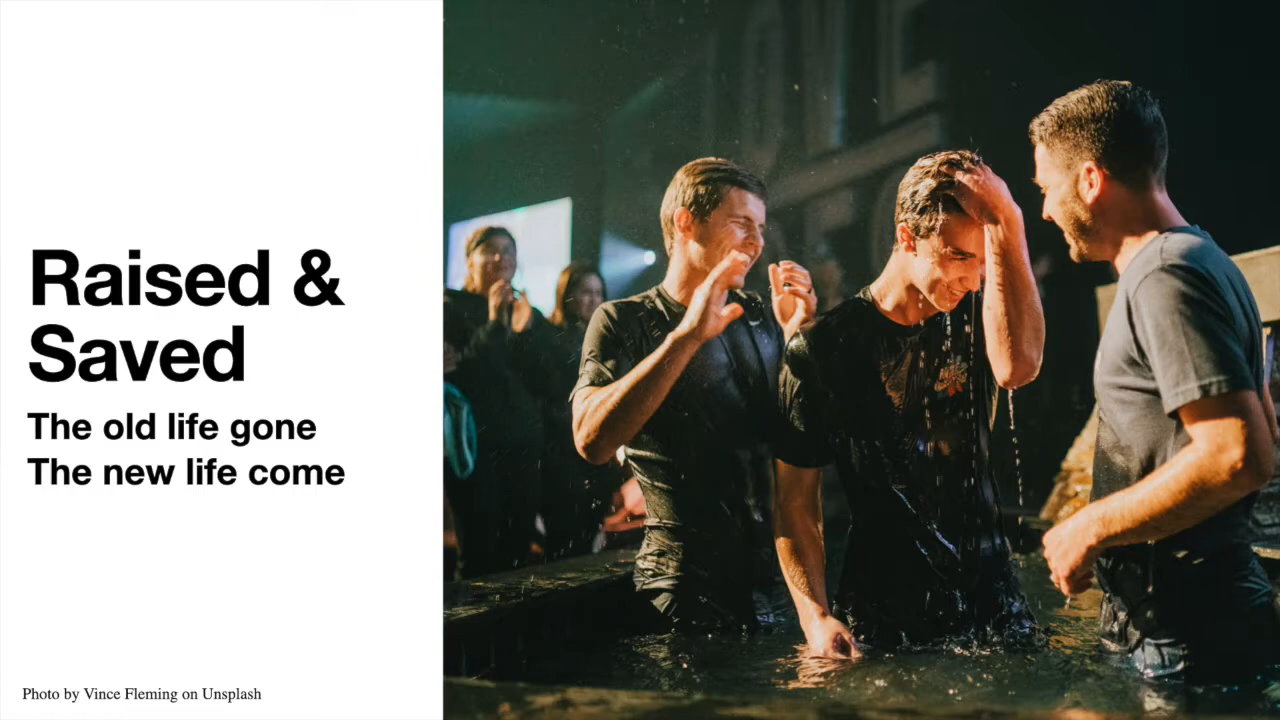 Raised &
Saved
The old life gone
The new life come
Photo by Vince Fleming on Unsplash